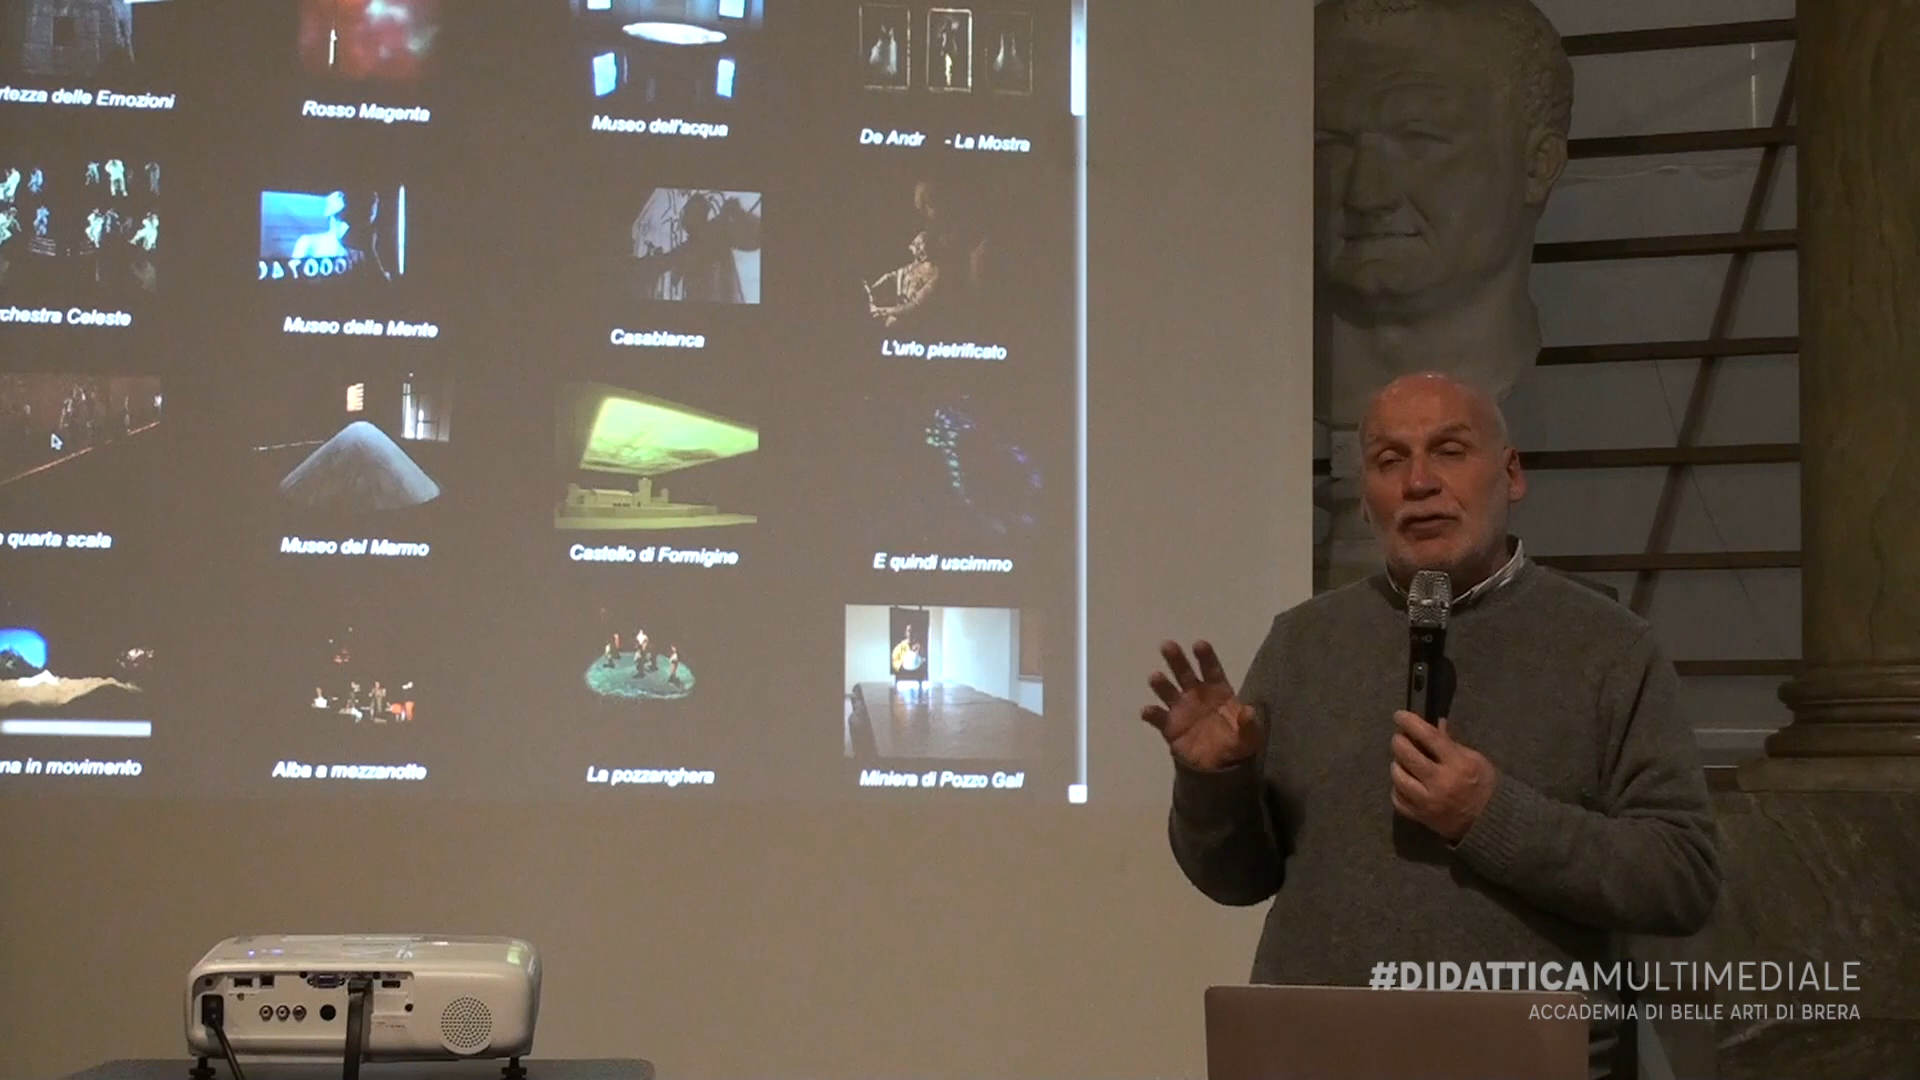 rtezza delle Emozioni
Rosso Magenta
Museo dell'acqua
De Andr - La Mostra
rchestra Celeste
Museo della Mente
Casablanca
L'urlo pietrificato
quarta scala
Museo del Marmo
Castello di Formigine
E quindi uscimmo
na in movimento
Alba a mezzanotte
La pozzanghera
Miniera di Pozzo Gall
#DIDATTICAMULTIMEDIALE
ACCADEMIA DI BELLE ARTI DI BRERA